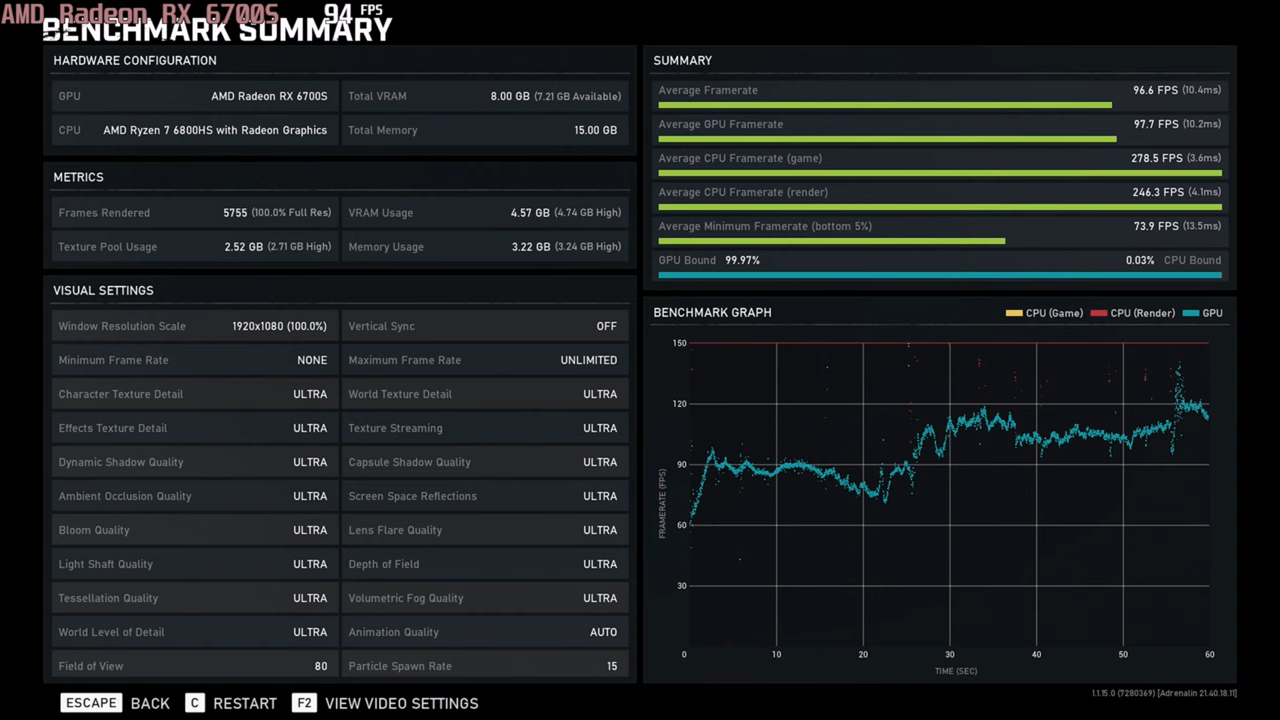 AMD Radeon RX 6700S 94 FPS
BENCHMARK SUMMARY
HARDWARE CONFIGURATION
GPU AMD Radeon RX 6700S Total VRAM 8.00 GB (7.21 GB Available)
CPU AMD Ryzen 7 6800HS with Radeon Graphics Total Memory 15.00 GB
METRICS
Frames Rendered 5755 (100.0% Full Res) VRAM Usage 4.57 GB (4.74 GB High)
Texture Pool Usage 2.52 GB (2.71 GB High) Memory Usage 3.22 GB (3.24 GB High)
VISUAL SETTINGS
Window Resolution Scale 1920x1080 (100.0%) Vertical Sync OFF
Minimum Frame Rate NONE Maximum Frame Rate UNLIMITED
Character Texture Detail ULTRA World Texture Detail ULTRA
Effects Texture Detail ULTRA Texture Streaming ULTRA
Dynamic Shadow Quality ULTRA Capsule Shadow Quality ULTRA
Ambient Occlusion Quality ULTRA Screen Space Reflections ULTRA
Bloom Quality ULTRA Lens Flare Quality ULTRA
Light Shaft Quality ULTRA Depth of Field ULTRA
Tessellation Quality ULTRA Volumetric Fog Quality ULTRA
World Level of Detail ULTRA Animation Quality AUTO
Field of View 80 Particle Spawn Rate 15
SUMMARY
Average Framerate 96.6 FPS (10.4ms)
Average GPU Framerate 97.7 FPS (10.2ms)
Average CPU Framerate (game) 278.5 FPS (3.6ms)
Average CPU Framerate (render) 246.3 FPS (4.1ms)
Average Minimum Framerate (bottom 5%) 73.9 FPS (13.5ms)
GPU Bound 99.97% 0.03% CPU Bound
BENCHMARK GRAPH CPU (Game) CPU (Render) GPU
150
120
90
60
30
FRAMERATE (FPS)
0 10 20 30 40 50 60
TIME (SEC)
ESCAPE BACK C RESTART F2 VIEW VIDEO SETTINGS
1.1.15.0 (7280369) [Adrenalin 21.40.18.11]